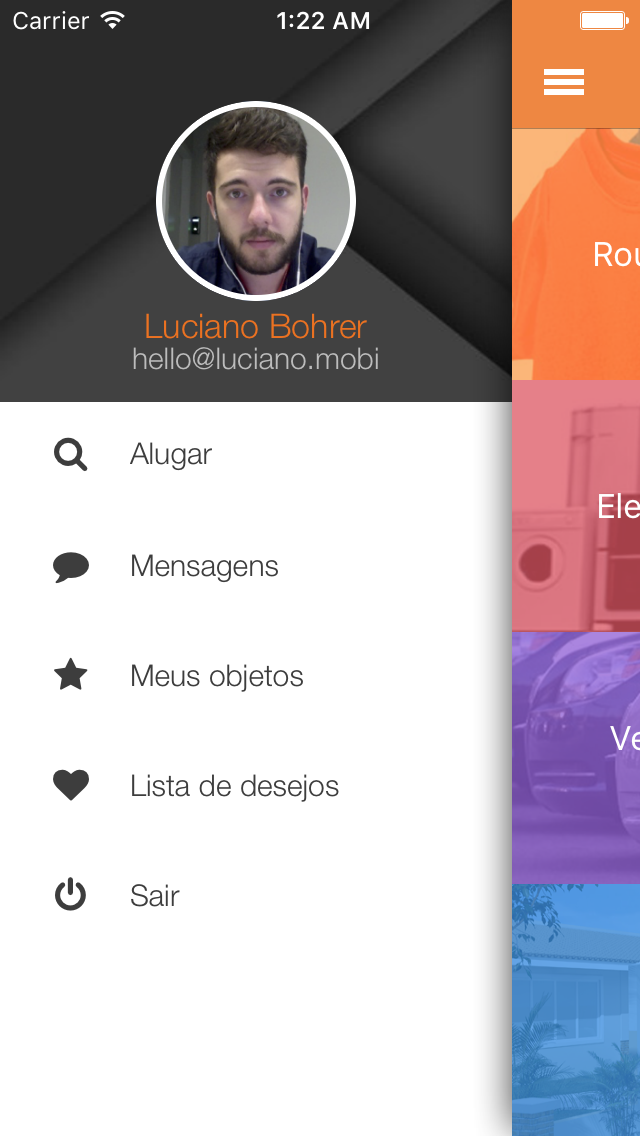 Carrier 1:22 AM
Luciano Bohrer
hello@luciano.mobi
Alugar
Mensagens
Meus objetos
Lista de desejos
Sair
Rou
Ele
Ve